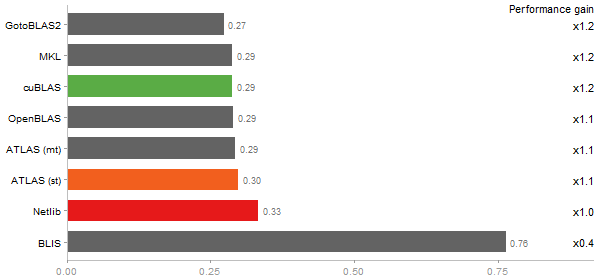 Performance gain
GotoBLAS2 0.27 x1.2
MKL 0.29 x1.2
cuBLAS 0.29 x1.2
OpenBLAS 0.29 x1.1
ATLAS (mt) 0.29 x1.1
ATLAS (st) 0.30 x1.1
Netlib 0.33 x1.0
BLIS 0.76 x0.4
0.00 0.25 0.50 0.75